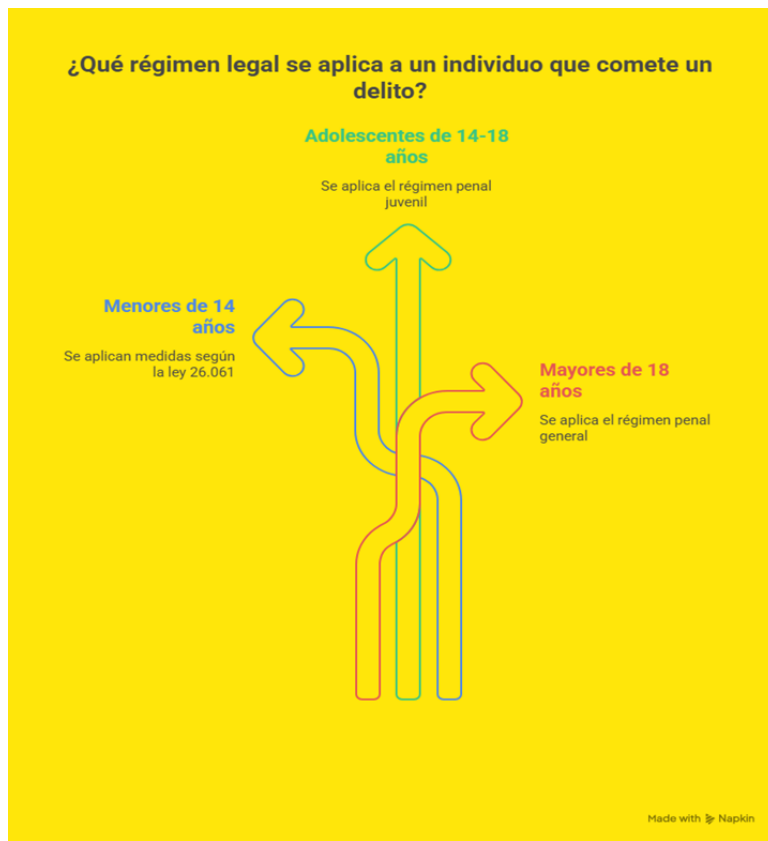 ¿Qué régimen legal se aplica a un individuo que comete un
delito?
Adolescentes de 14-18
años
Se aplica el régimen penal
juvenil
Menores de 14
años
Se aplican medidas según
la ley 26.061
Mayores de 18
años
Se aplica el régimen penal
general
Made with Napkin